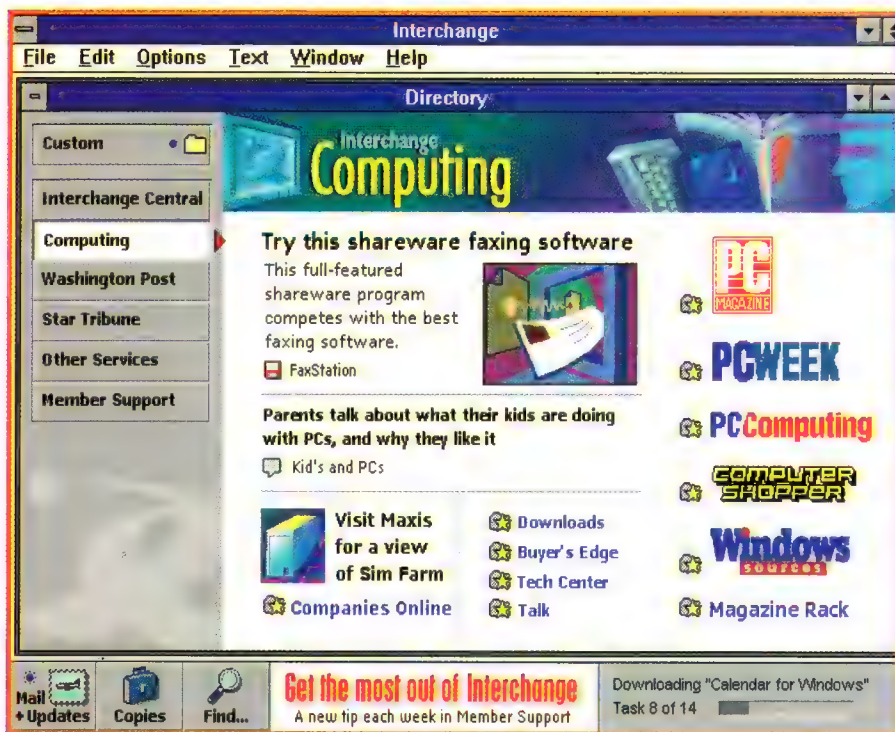 Interchange
File Edit Options Text Window Help
Directory
Custom
Interchange Central
Computing
Washington Post
Star Tribune
Other Services
Member Support
Interchange
Computing
Try this shareware faxing software
This full-featured
shareware program
competes with the best
faxing software.
FaxStation
Parents talk about what their kids are doing
with PCs, and why they like it
Kid's and PCs
Visit Maxis
for a view
of Sim Farm
Companies Online
Downloads
Buyer's Edge
Tech Center
Talk
PC
MAGAZINE
PCWEEK
PCComputing
COMPUTER
SHOPPER
Windows
sources
Magazine Rack
Mail
+Updates
Copies
Find...
Get the most out of Interchange
A new tip each week in Member Support
Downloading "Calendar for Windows"
Task 8 of 14